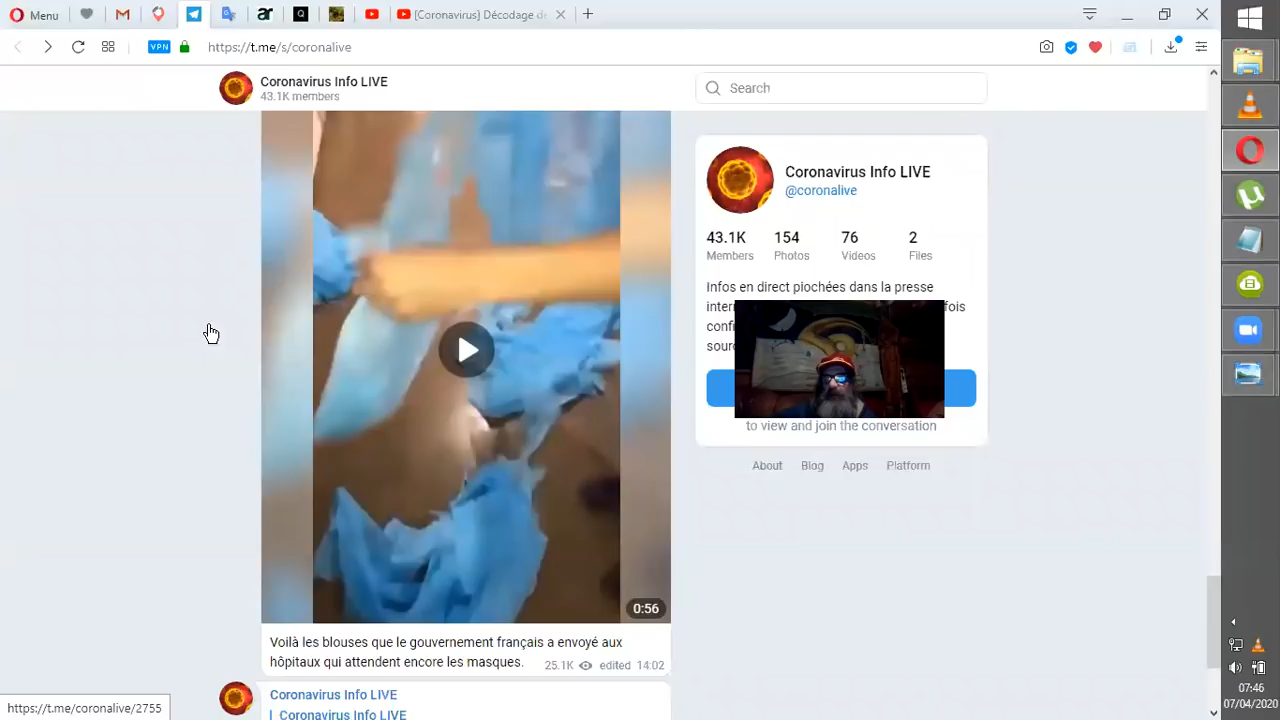 Menu
[Coronavirus] Décodage de
VPN
https://t.me/s/coronalive
Coronavirus Info LIVE
43.1K members
Search
0:56
Voilà les blouses que le gouvernement français a envoyé aux
hôpitaux qui attendent encore les masques.
25.1K edited 14:02
Coronavirus Info LIVE
Coronavirus Info LIVE
Coronavirus Info LIVE
@coronalive
43.1K 154 76 2
Members Photos Videos Files
Infos en direct piochées dans la presse
fois
to view and join the conversation
About Blog Apps Platform
https://t.me/coronalive/2755
07:46
07/04/2020